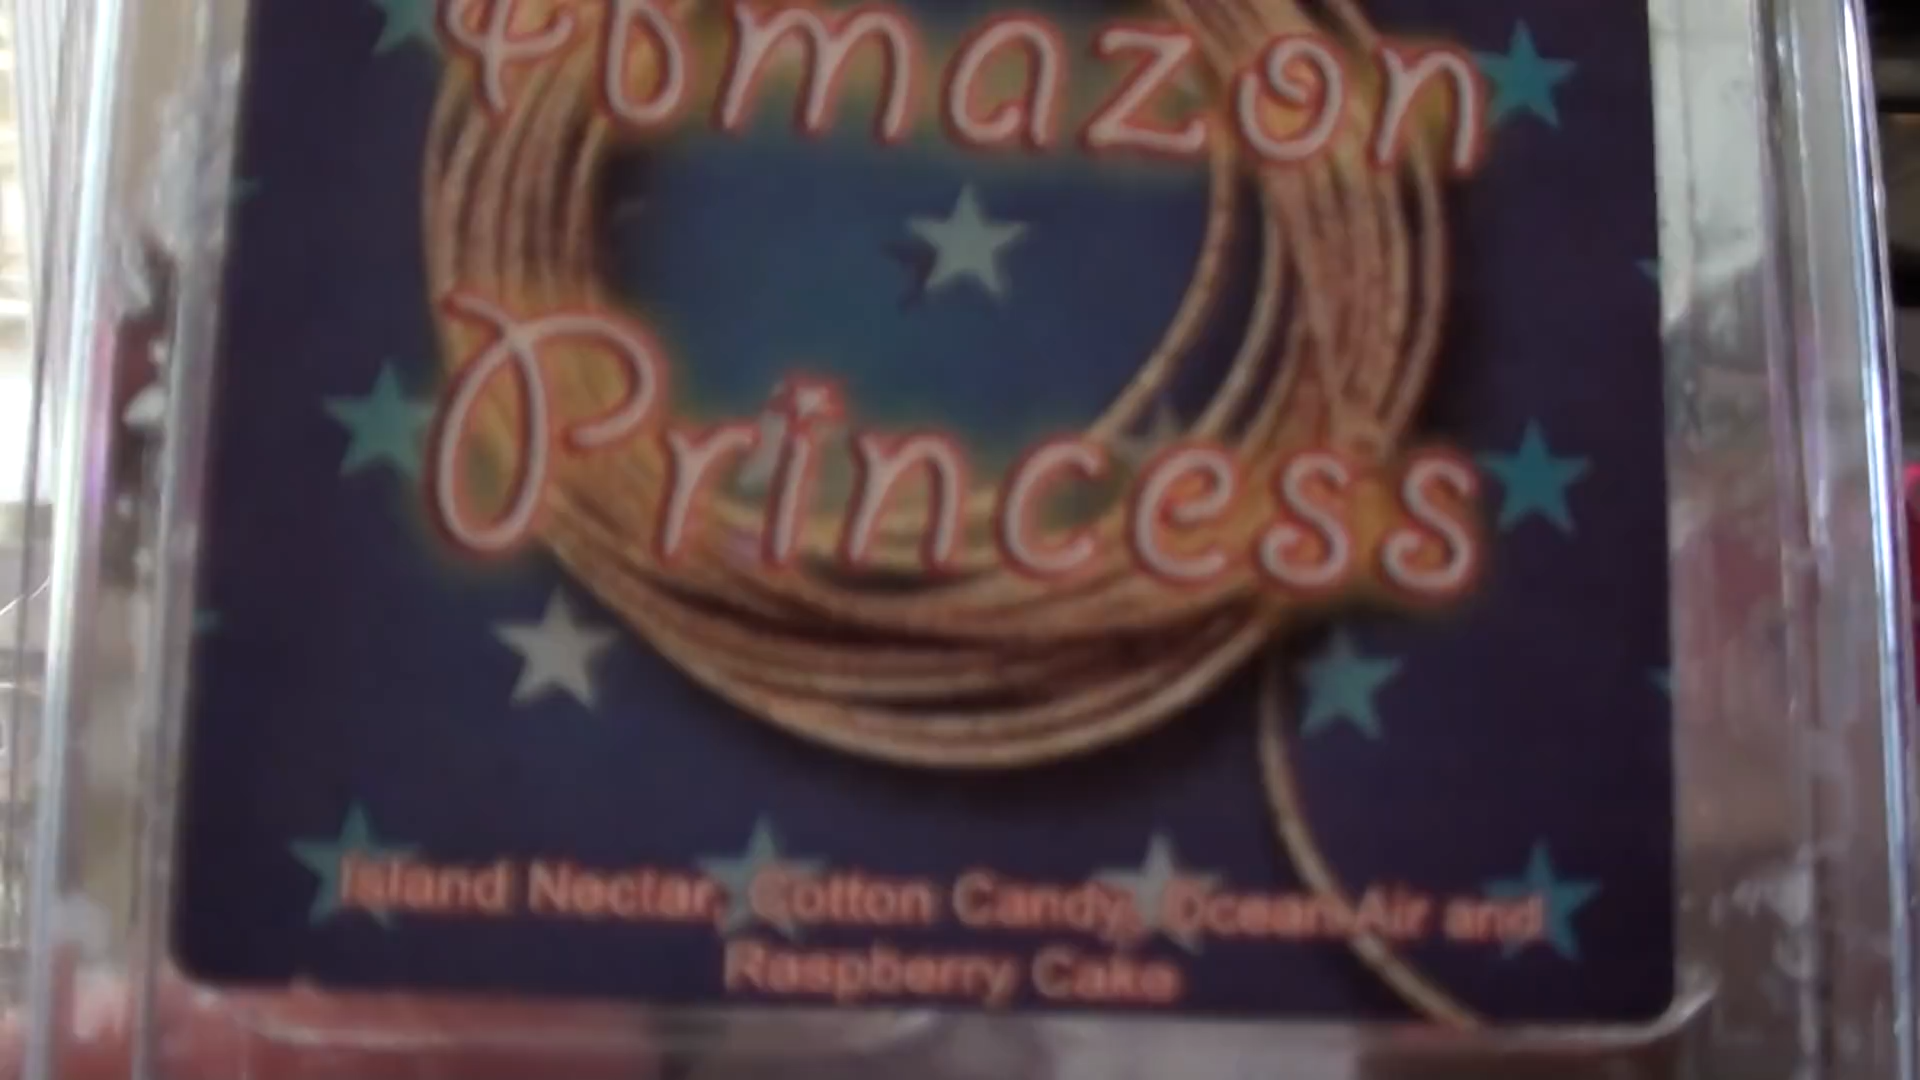 Amazon
Princess
Island Nectar, Cotton Candy, Ocean Air and
Raspberry Cake